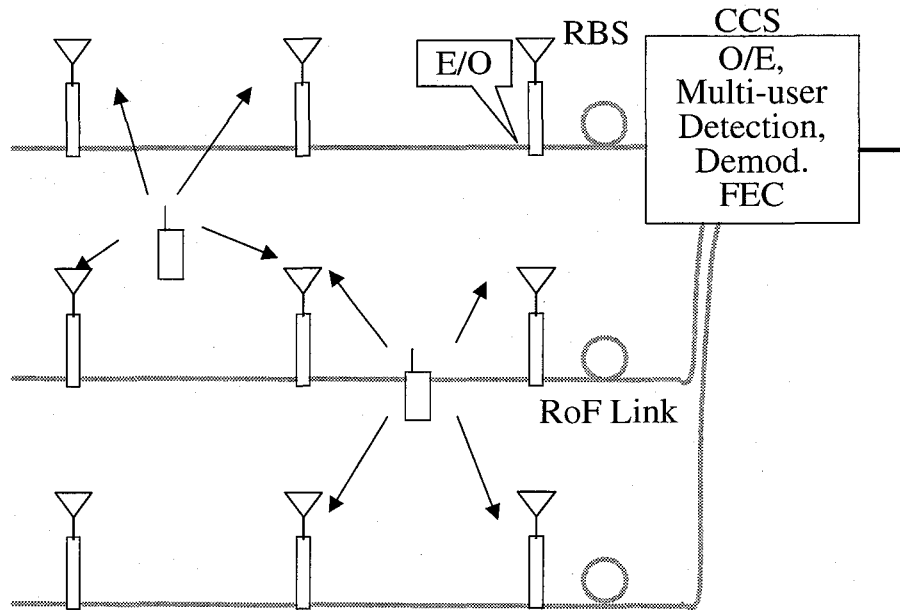 CCS
RBS
E/O
O/E,
Multi-user
Detection,
Demod.
FEC
RoF Link